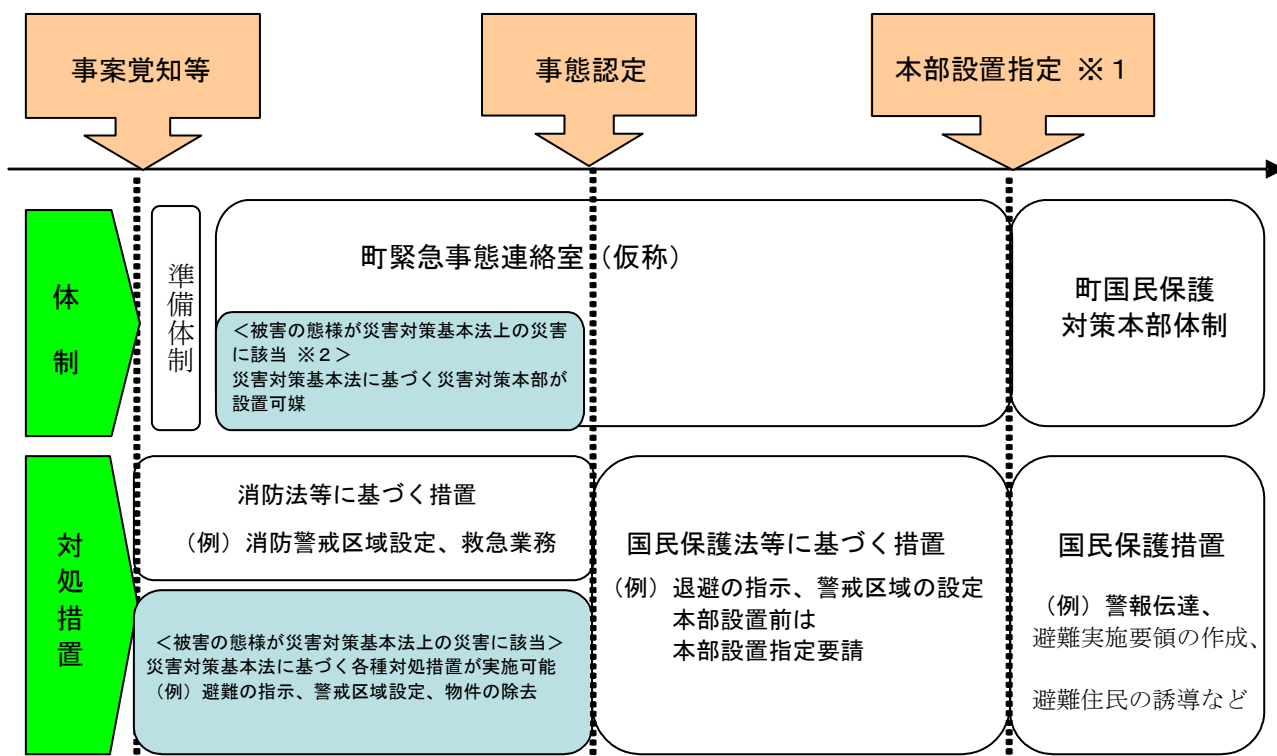 事案覚知等
事態認定
本部設置指定 ※１
体
制
準備体制
町緊急事態連絡室（仮称）
＜被害の態様が災害対策基本法上の災害
に該当 ※２＞
災害対策基本法に基づく災害対策本部が
設置可媒
町国民保護
対策本部体制
対処措置
消防法等に基づく措置
（例）消防警戒区域設定、救急業務
＜被害の態様が災害対策基本法上の災害に該当＞
災害対策基本法に基づく各種対処措置が実施可能
（例）避難の指示、警戒区域設定、物件の除去
国民保護法等に基づく措置
（例）退避の指示、警戒区域の設定
本部設置前は
本部設置指定要請
国民保護措置
（例）警報伝達、
避難実施要領の作成、
避難住民の誘導など